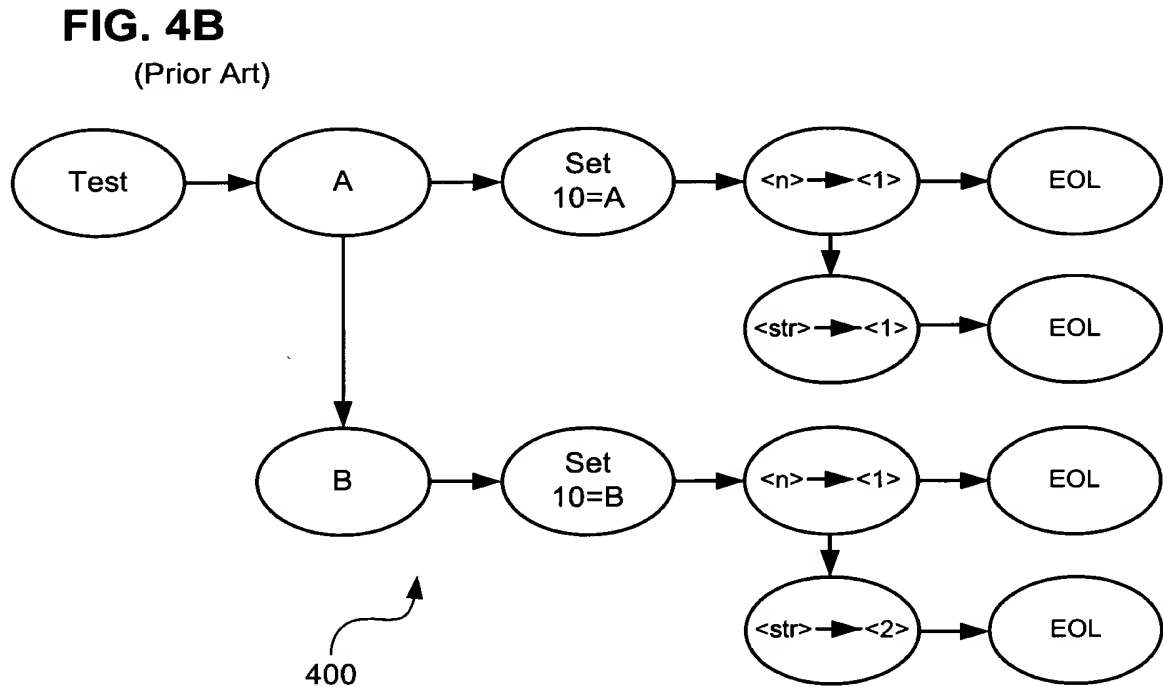 FIG. 4B
(Prior Art)
Test
A
Set
10=A
<n> <1>
EOL
<str> <1>
EOL
B
Set
10=B
<n> <1>
EOL
<str> <2>
EOL
400